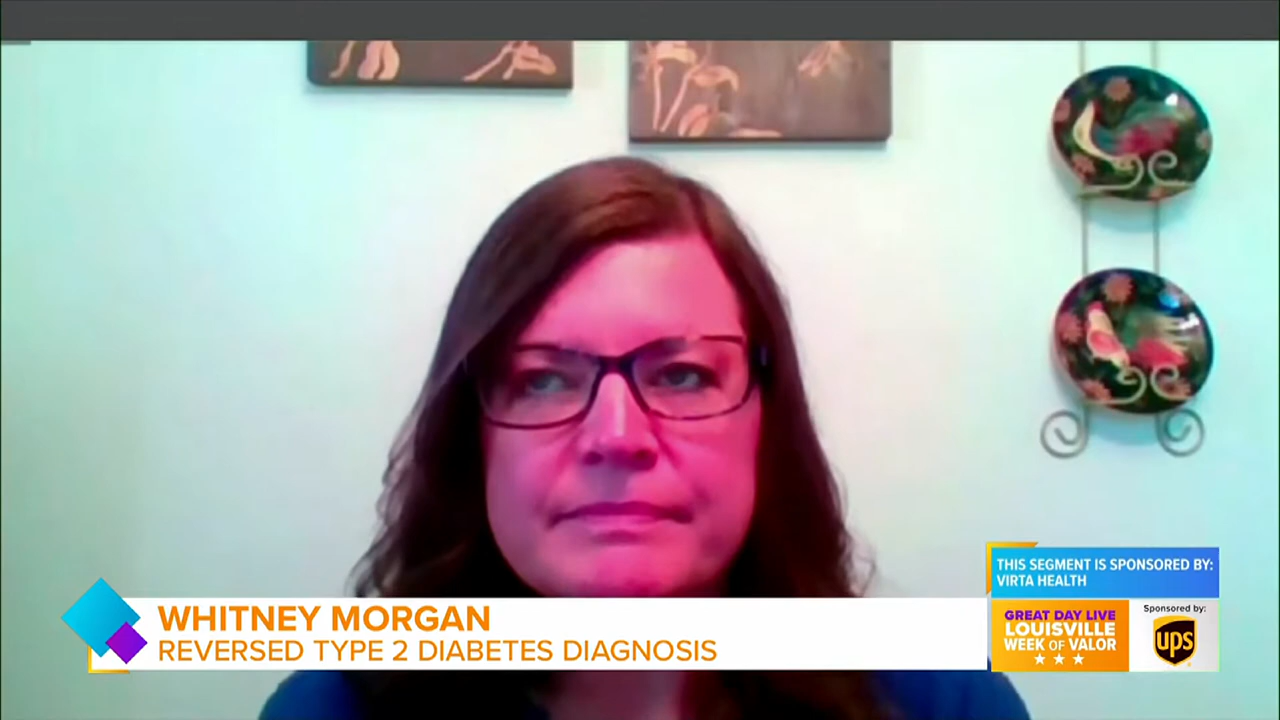 WHITNEY MORGAN
REVERSED TYPE 2 DIABETES DIAGNOSIS
THIS SEGMENT IS SPONSORED BY:
VIRTA HEALTH
GREAT DAY LIVE
LOUISVILLE
WEEK OF VALOR
Sponsored by:
ups